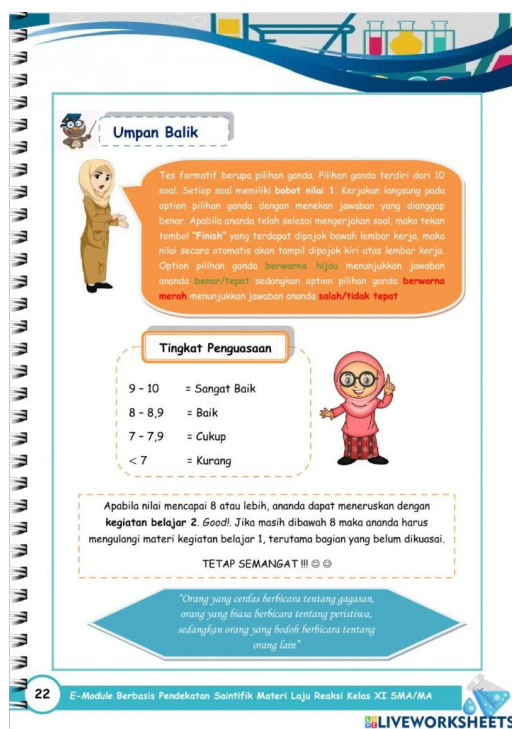 Umpan Balik
Tes formatif berupa pilihan ganda. Pilihan ganda terdiri dari 10
soal. Setiap soal memiliki bobot nilai 1. Kerjakan langsung pada
option pilihan ganda dengan menekan jawaban yang dianggap
benar. Apabila ananda telah selesai mengerjakan soal, maka tekan
tombol "Finish" yang terdapat dipojok bawah lembar kerja, maka
nilai secara otomatis akan tampil dipojok kiri atas lembar kerja.
Option pilihan ganda berwarna hijau menunjukkan jawaban
ananda benar/tepat sedangkan option pilihan ganda berwarna
merah menunjukkan jawaban ananda salah/tidak tepat
Tingkat Penguasaan
9 – 10 = Sangat Baik
8 – 8,9 = Baik
7 – 7,9 = Cukup
< 7 = Kurang
Apabila nilai mencapai 8 atau lebih, ananda dapat meneruskan dengan
kegiatan belajar 2. Good!. Jika masih dibawah 8 maka ananda harus
mengulangi materi kegiatan belajar 1, terutama bagian yang belum dikuasai.
TETAP SEMANGAT !!! ☺ ☺
"Orang yang cerdas berbicara tentang gagasan,
orang yang biasa berbicara tentang peristiwa,
sedangkan orang yang bodoh berbicara tentang
orang lain"
22 E-Module Berbasis Pendekatan Saintifik Materi Laju Reaksi Kelas XI SMA/MA
LIVEWORKSHEETS